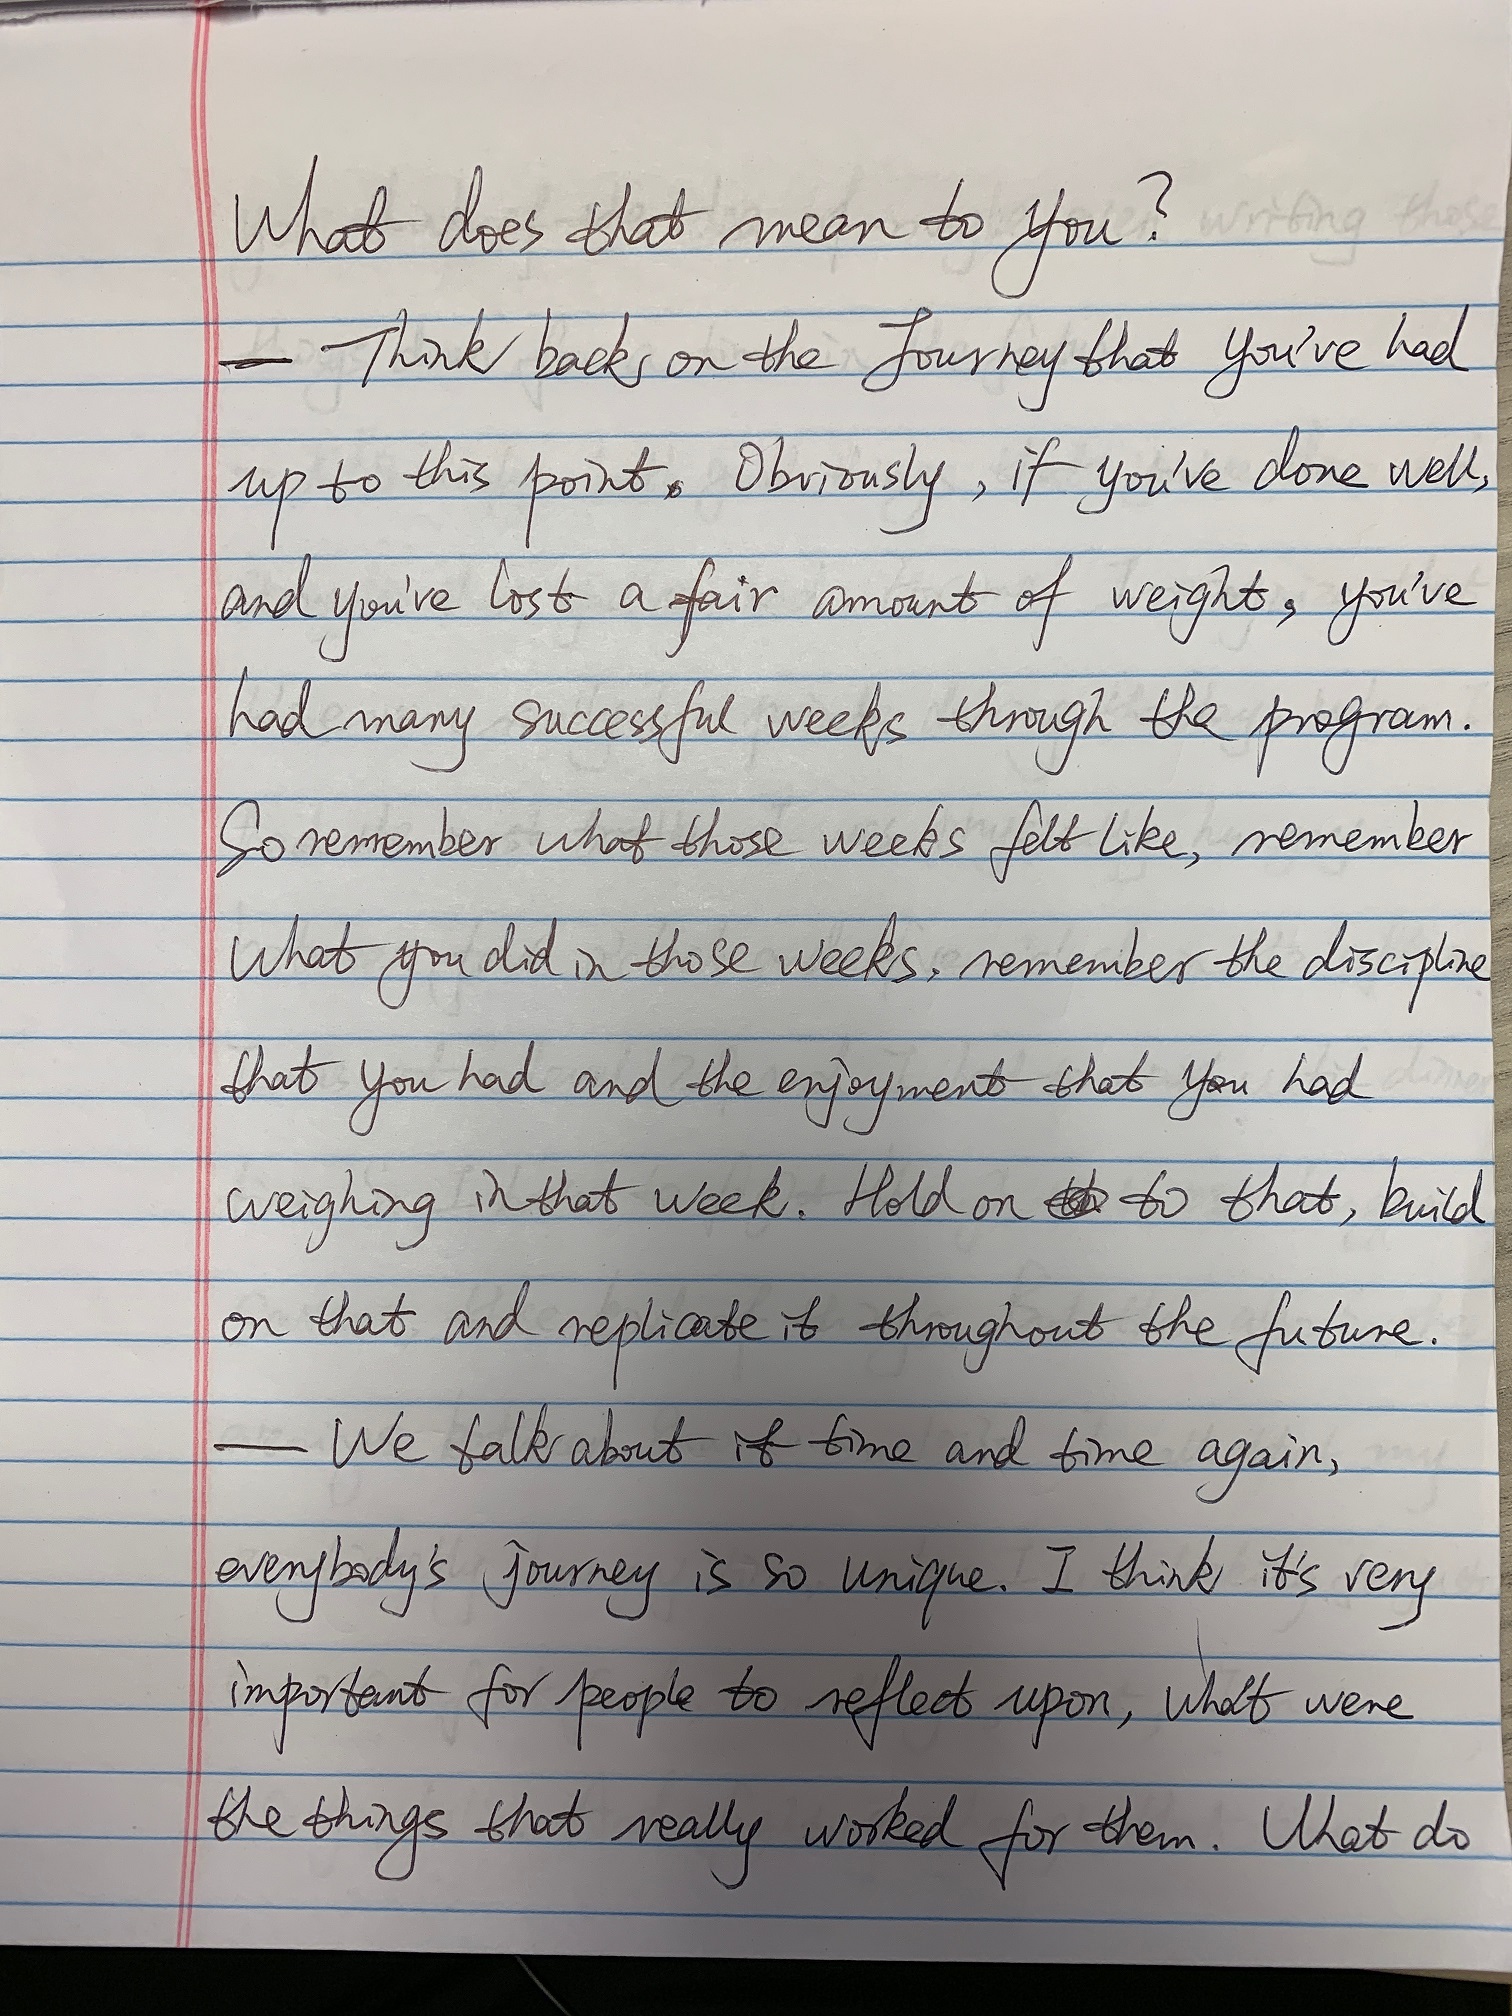 What does that mean to you?
— Think back on the Journey that you've had
up to this point. Obviously, if you've done well,
and you've lost a fair amount of weight, you've
had many successful weeks through the program.
So remember what those weeks felt like, remember
what you did in those weeks, remember the discipline
that you had and the enjoyment that you had
weighing in that week. Hold on to that, build
on that and replicate it throughout the future.
— We talk about it time and time again,
everybody's journey is so unique. I think it's very
important for people to reflect upon, what were
the things that really worked for them. What do